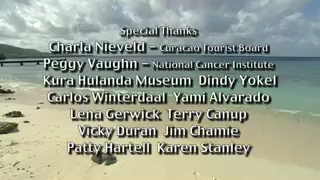 Special Thanks
Charla Nieveld - Curacao Tourist Board
Peggy Vaughn - National Cancer Institute
Kura Hulanda Museum Dindy Yokel
Carlos Winterdaal Yami Alvarado
Lena Gerwick Terry Canup
Vicky Duran Jim Chamie
Patty Hartell Karen Stanley